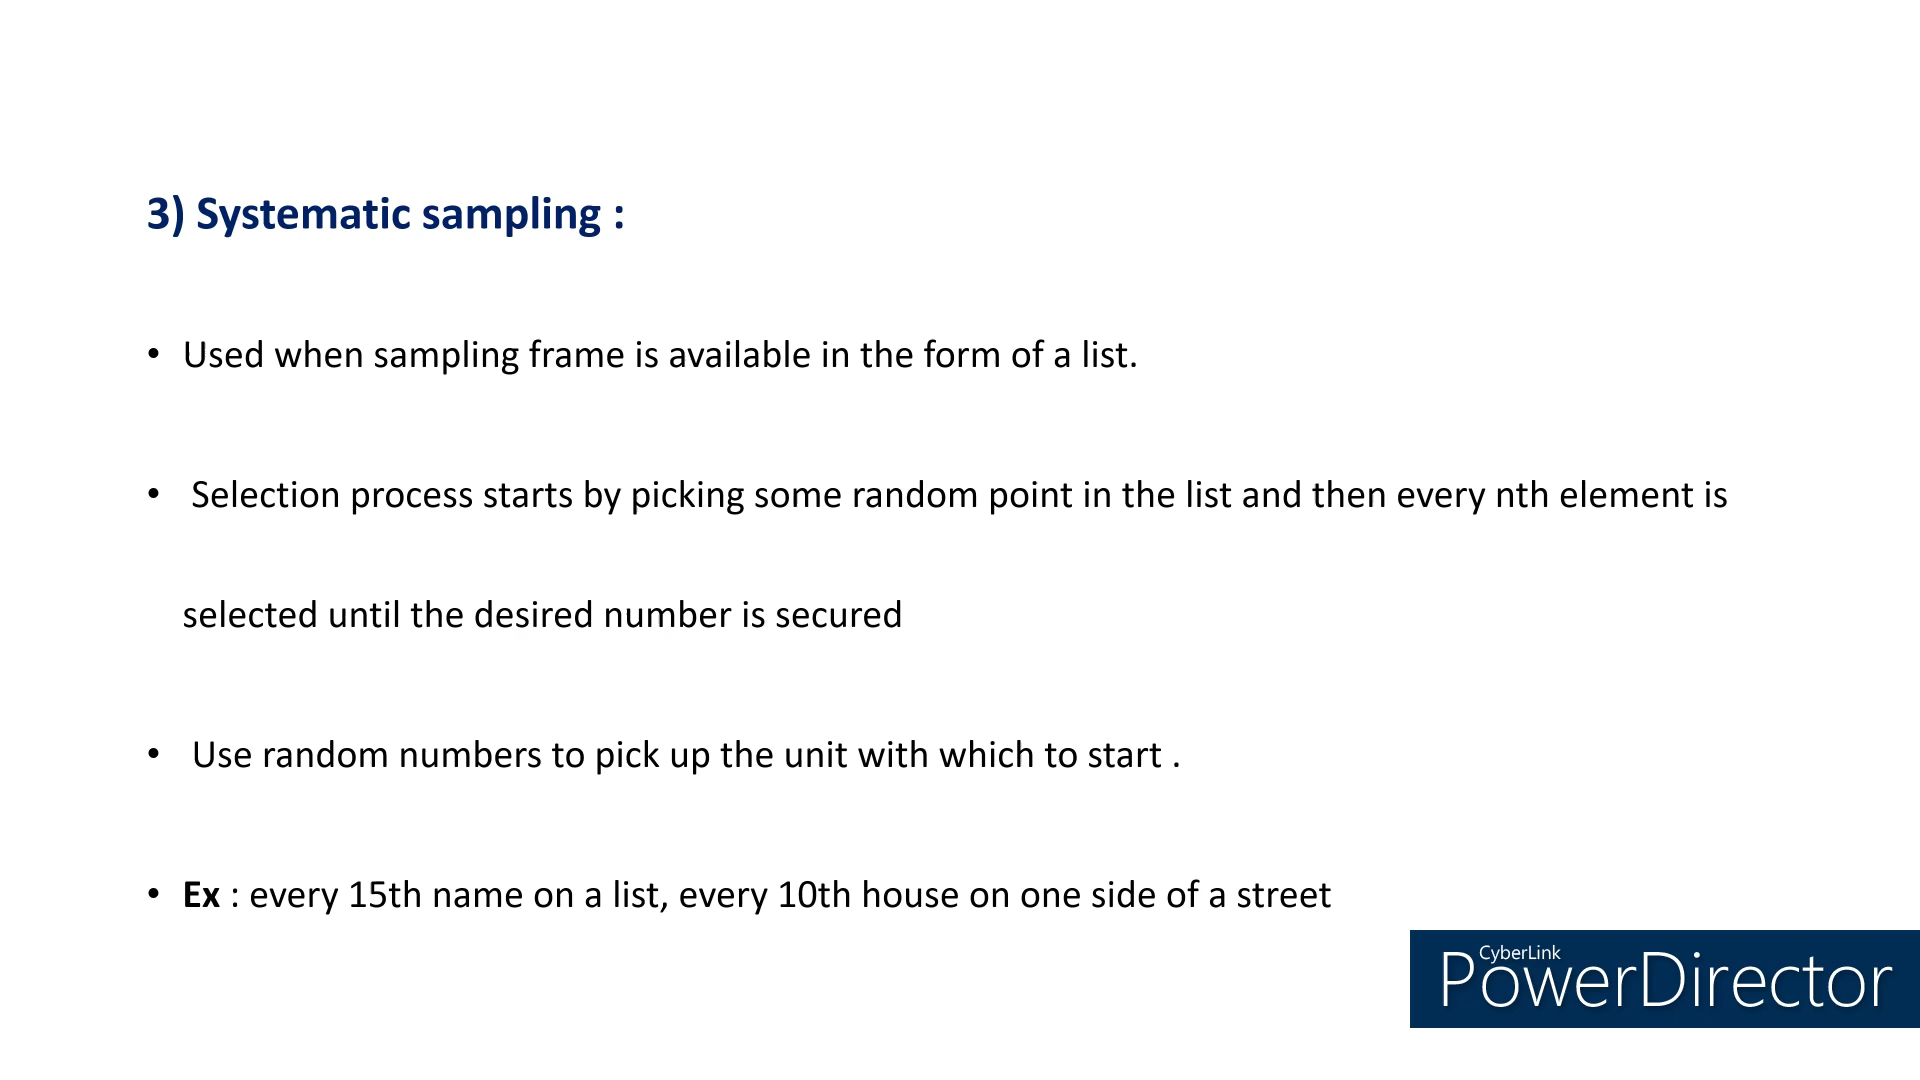 3) Systematic sampling :
• Used when sampling frame is available in the form of a list.
• Selection process starts by picking some random point in the list and then every nth element is
selected until the desired number is secured
• Use random numbers to pick up the unit with which to start .
• Ex : every 15th name on a list, every 10th house on one side of a street
CyberLink
PowerDirector